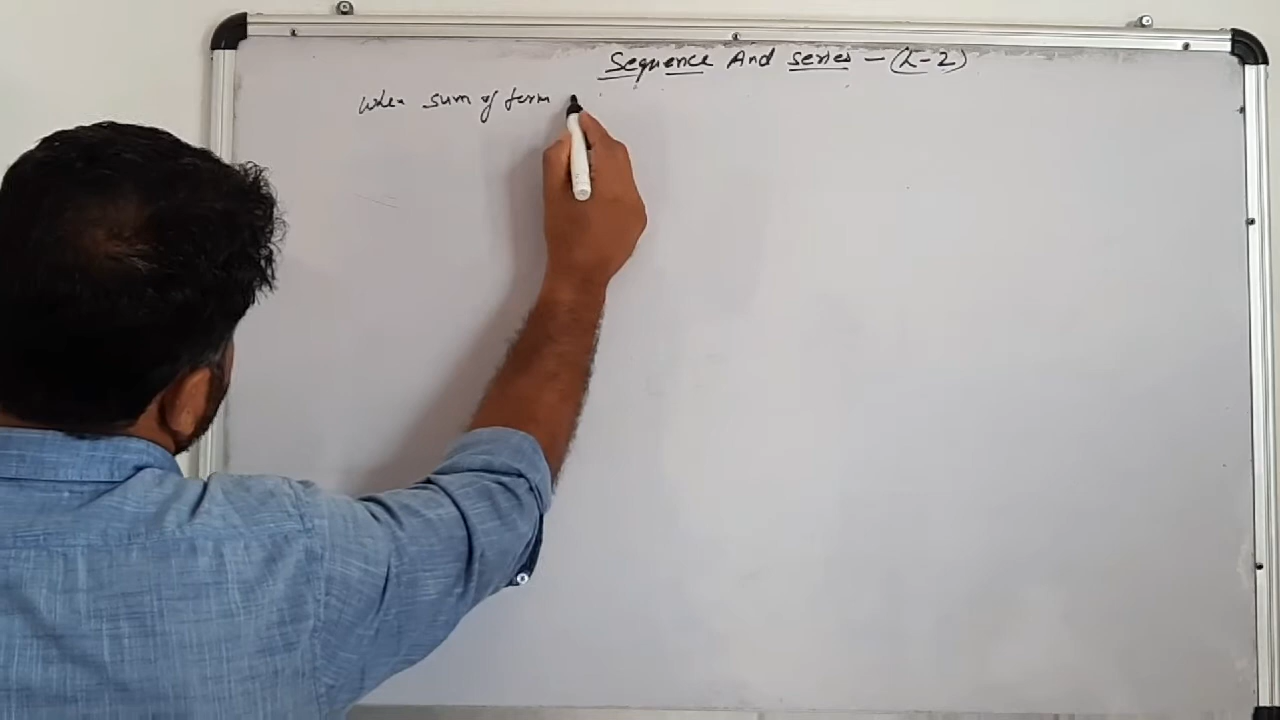 Sequence And series - (L-2)
When sum of term